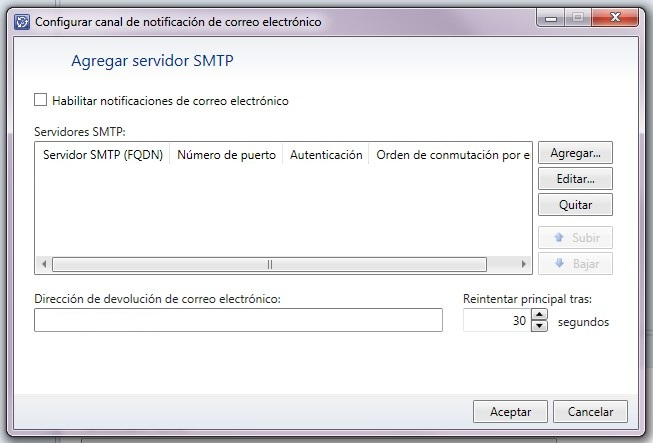 Configurar canal de notificación de correo electrónico
Agregar servidor SMTP
Habilitar notificaciones de correo electrónico
Servidores SMTP:
Servidor SMTP (FQDN) Número de puerto Autenticación Orden de conmutación por e
Agregar...
Editar...
Quitar
Subir
Bajar
Dirección de devolución de correo electrónico:
Reintentar principal tras:
30 segundos
Aceptar Cancelar